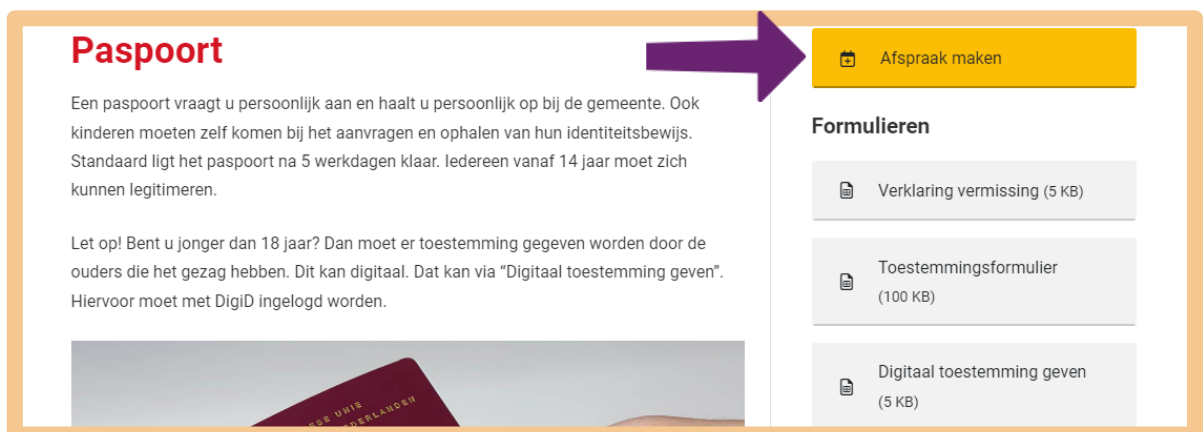 Paspoort
Een paspoort vraagt u persoonlijk aan en haalt u persoonlijk op bij de gemeente. Ook
kinderen moeten zelf komen bij het aanvragen en ophalen van hun identiteitsbewijs.
Standaard ligt het paspoort na 5 werkdagen klaar. Iedereen vanaf 14 jaar moet zich
kunnen legitimeren.
Let op! Bent u jonger dan 18 jaar? Dan moet er toestemming gegeven worden door de
ouders die het gezag hebben. Dit kan digitaal. Dat kan via “Digitaal toestemming geven”.
Hiervoor moet met DigiD ingelogd worden.
Afspraak maken
Formulieren
Verklaring vermissing (5 KB)
Toestemmingsformulier
(100 KB)
Digitaal toestemming geven
(5 KB)
UNIE